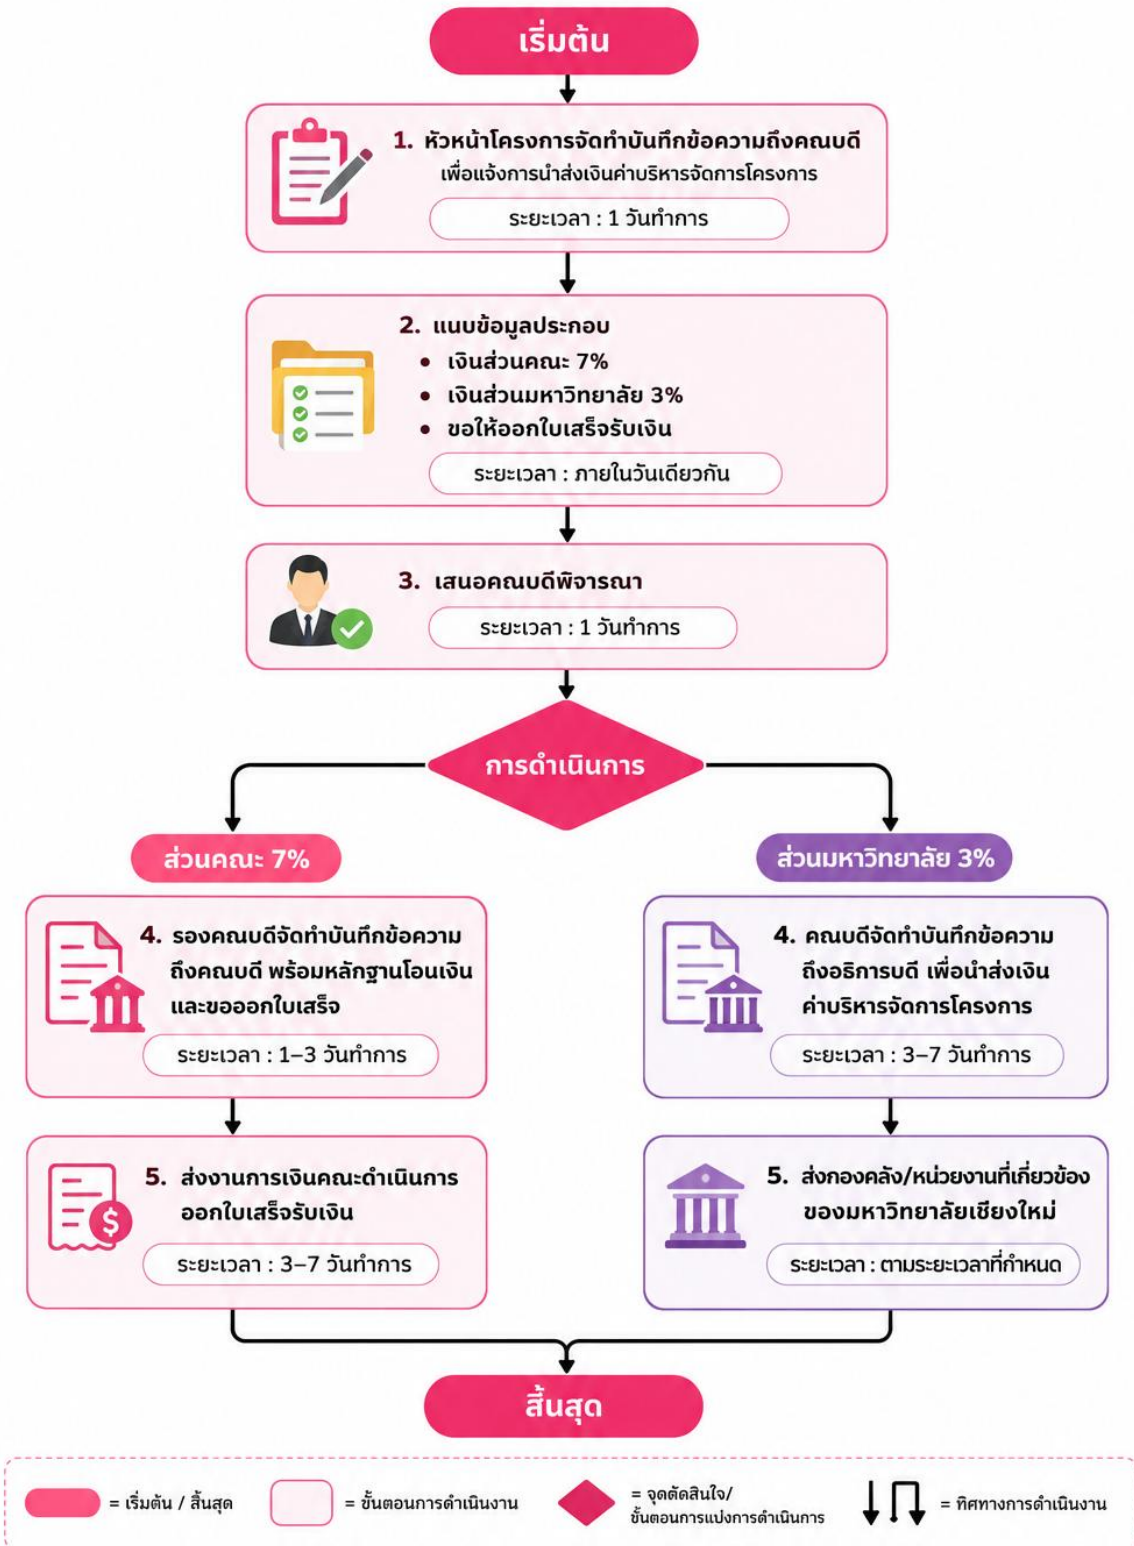 เริ่มต้น
1. หัวหน้าโครงการจัดทำบันทึกข้อความถึงคณบดี
เพื่อแจ้งการนำส่งเงินค่าบริหารจัดการโครงการ
ระยะเวลา : 1 วันทำการ
2. แนบข้อมูลประกอบ
• เงินส่วนคณะ 7%
• เงินส่วนมหาวิทยาลัย 3%
• ขอให้ออกใบเสร็จรับเงิน
ระยะเวลา : ภายในวันเดียวกัน
3. เสนอคณบดีพิจารณา
ระยะเวลา : 1 วันทำการ
การดำเนินการ
ส่วนคณะ 7%
4. รองคณบดีจัดทำบันทึกข้อความ
ถึงคณบดี พร้อมหลักฐานโอนเงิน
และขอออกใบเสร็จ
ระยะเวลา : 1–3 วันทำการ
5. ส่งงานการเงินคณะดำเนินการ
ออกใบเสร็จรับเงิน
$
ระยะเวลา : 3–7 วันทำการ
ส่วนมหาวิทยาลัย 3%
4. คณบดีจัดทำบันทึกข้อความ
ถึงอธิการบดี เพื่อนำส่งเงิน
ค่าบริหารจัดการโครงการ
ระยะเวลา : 3–7 วันทำการ
5. ส่งกองคลัง/หน่วยงานที่เกี่ยวข้อง
ของมหาวิทยาลัยเชียงใหม่
ระยะเวลา : ตามระยะเวลาที่กำหนด
สิ้นสุด
= เริ่มต้น / สิ้นสุด
= ขั้นตอนการดำเนินงาน
= จุดตัดสินใจ/
ขั้นตอนการแบ่งการดำเนินการ
= ทิศทางการดำเนินงาน